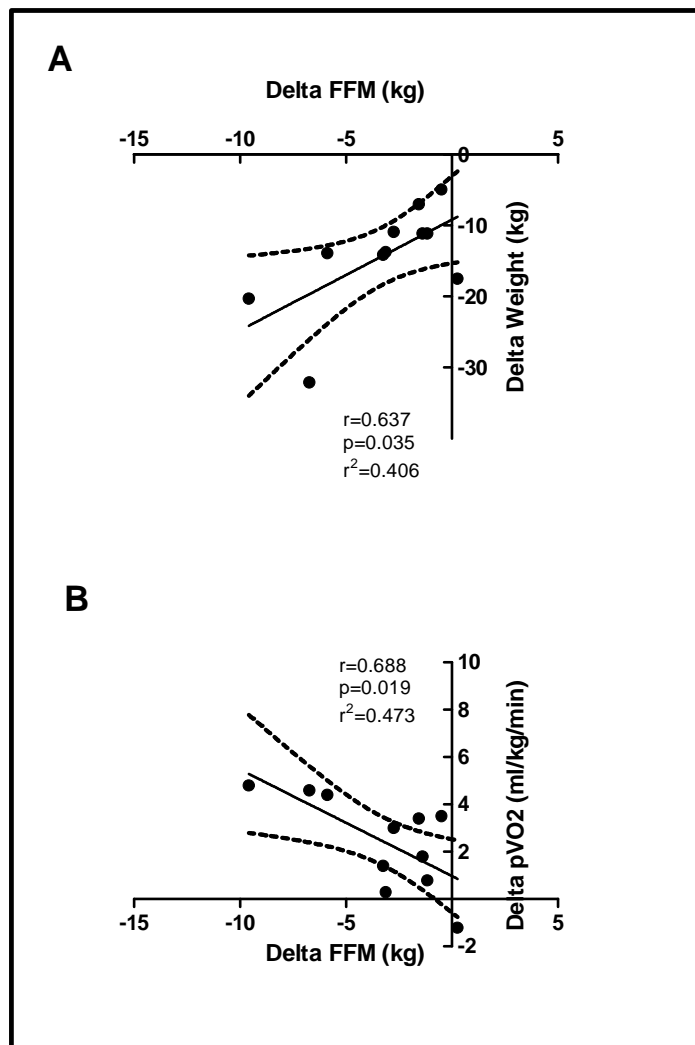 A
Delta FFM (kg)
-15 -10 -5 0 5
-10
-20
-30
Delta Weight (kg)
r=0.637
p=0.035
r²=0.406
B
r=0.688
p=0.019
r²=0.473
10
8
6
4
2
-2
Delta pVO2 (ml/kg/min)
-15 -10 -5 5
Delta FFM (kg)